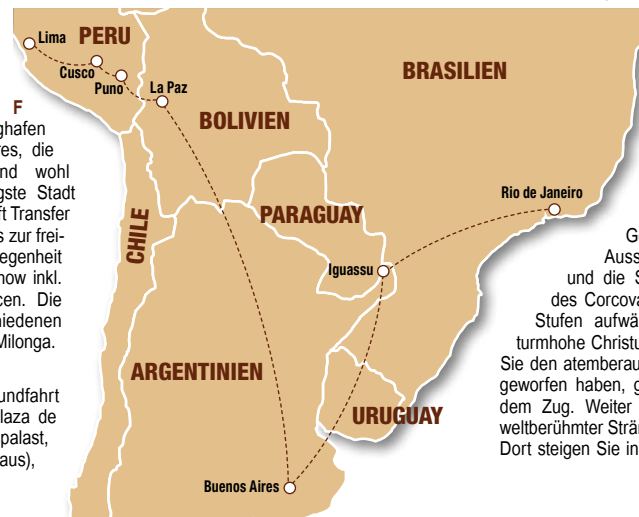 Lima
PERU
Cusco
Puno
La Paz
BRASILIEN
BOLIVIEN
Rio de Janeiro
PARAGUAY
CHILE
Iguassu
ARGENTINIEN
URUGUAY
Buenos Aires
F
ghafen
res, die
nd wohl
gste Stadt
ft Transfer
s zur frei-
egenheit
now inkl.
cen. Die
hiedenen
Milonga.
undfahrt
laza de
palast,
aus),
G
Auss
und die S
des Corcova
Stufen aufwä
turmhohe Christu
Sie den atemberau
geworfen haben, g
dem Zug. Weiter
weltberühmter Strän
Dort steigen Sie in